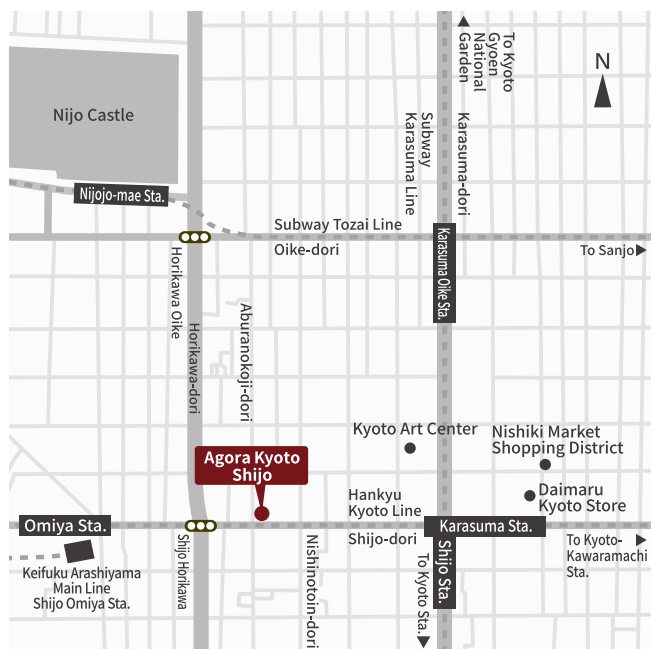 To Kyoto
Gyoen
National
Garden
N
Nijo Castle
Subway
Karasuma Line
Karasuma-dori
Nijojo-mae Sta.
Subway Tozai Line
Oike-dori
Karasuma Oike Sta.
To Sanjo
Horikawa Oike
Horikawa-dori
Aburanokoji-dori
Kyoto Art Center
Nishiki Market
Shopping District
Agora Kyoto
Shijo
Daimaru
Kyoto Store
Hankyu
Kyoto Line
Omiya Sta.
Karasuma Sta.
Shijo-dori
To Kyoto-
Kawaramachi
Sta.
Shijo Horikawa
Nishinotoin-dori
To Kyoto Sta.
Shijo Sta.
Keifuku Arashiyama
Main Line
Shijo Omiya Sta.